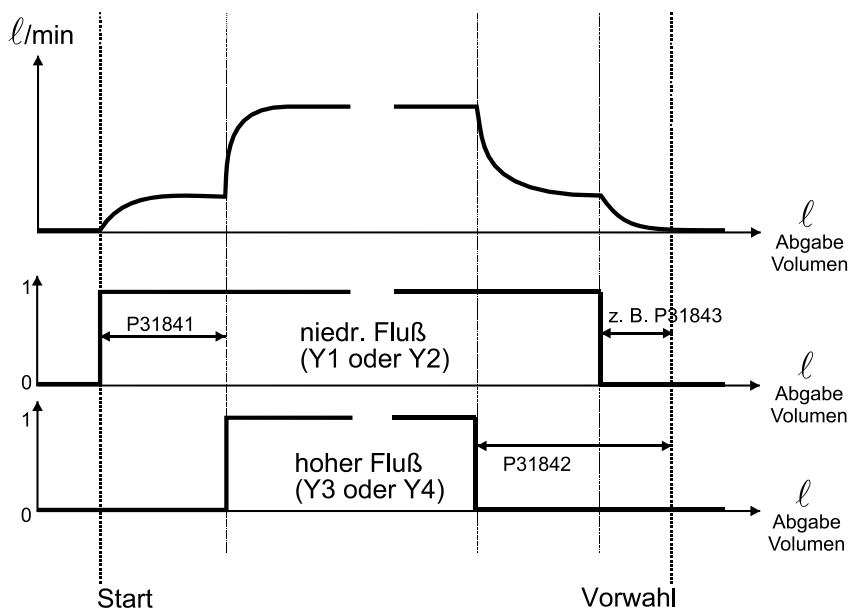 ℓ/min
ℓ
Abgabe
Volumen
1
P31841
niedr. Fluß
(Y1 oder Y2)
z. B. P31843
0
ℓ
Abgabe
Volumen
1
hoher Fluß
(Y3 oder Y4)
P31842
0
ℓ
Abgabe
Volumen
Start
Vorwahl